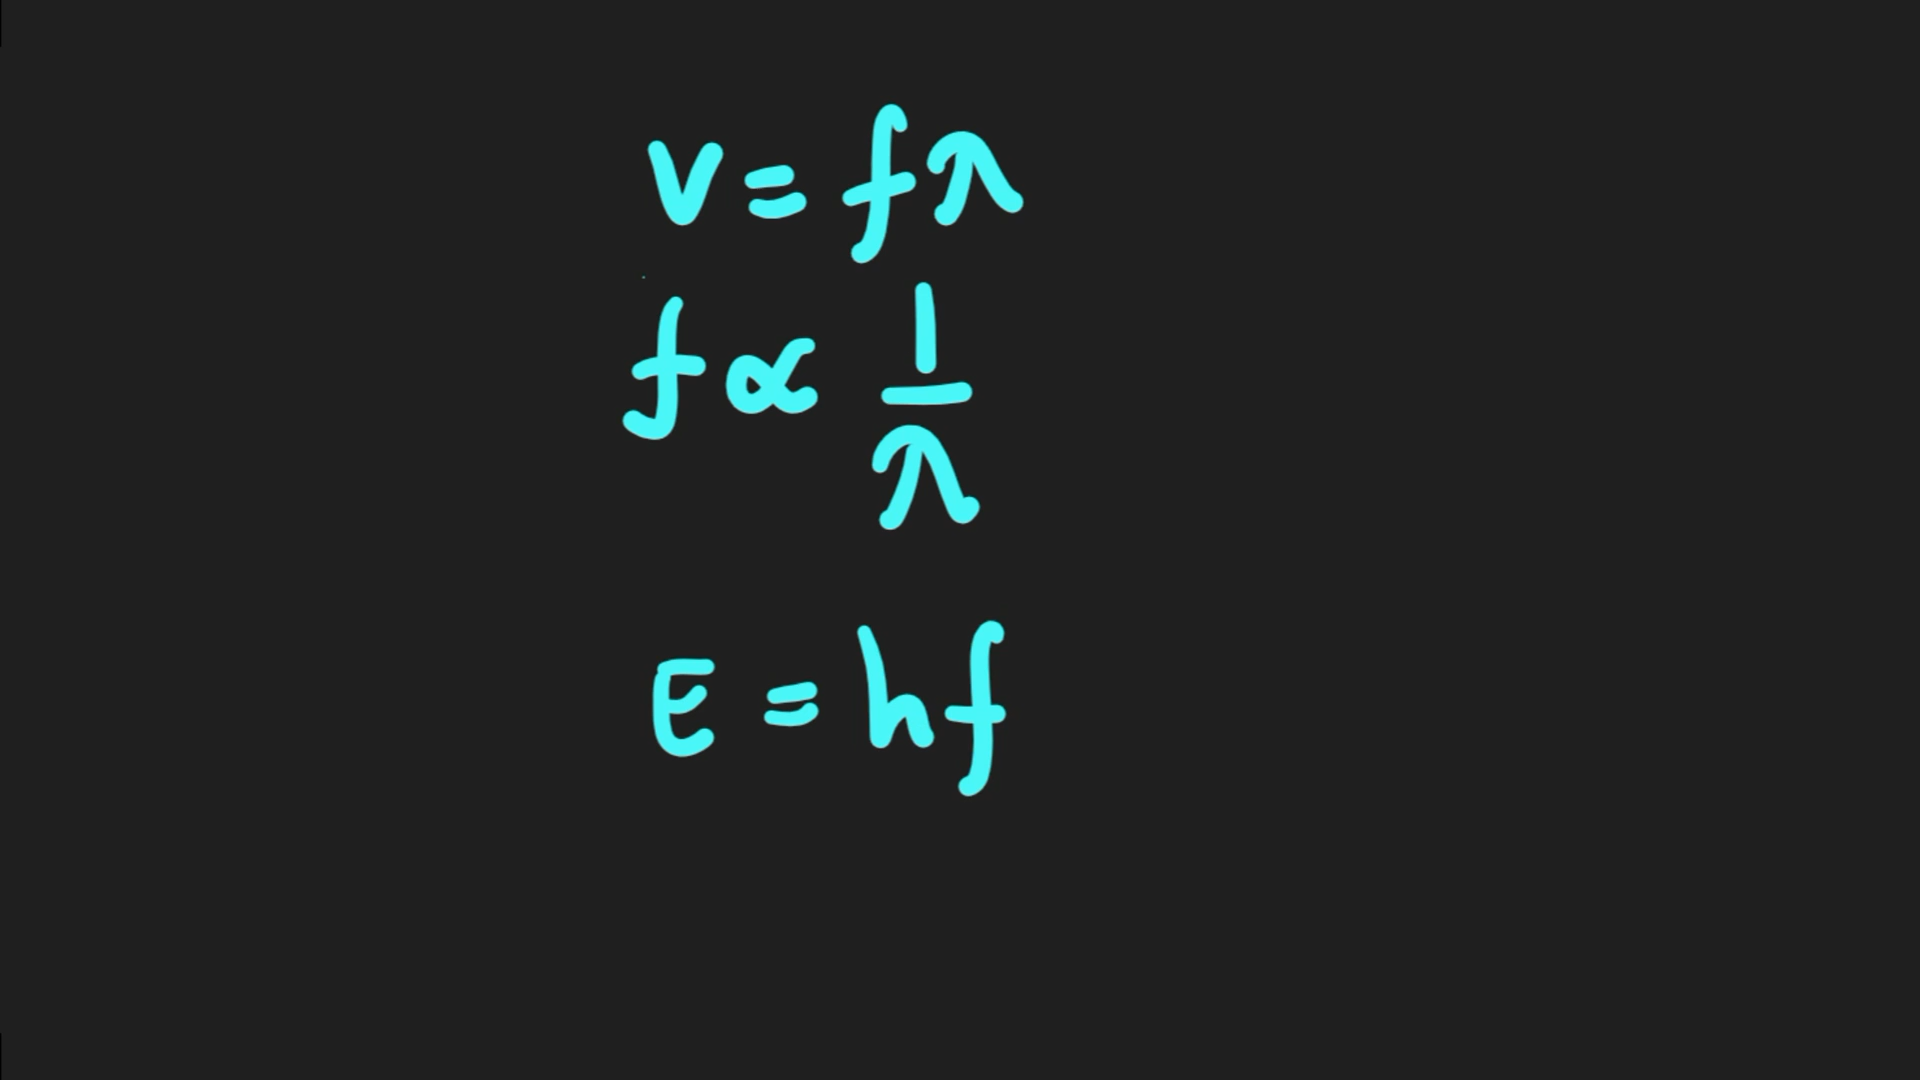 v = fλ
f ∝ 1/λ
E = hf